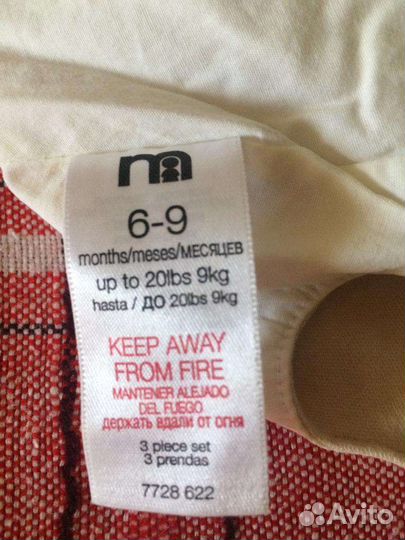 m
6-9
months/meses/МЕСЯЦЕВ
up to 20lbs 9kg
hasta / ДО 20lbs 9kg
KEEP AWAY
FROM FIRE
MANTENER ALEJADO
DEL FUEGO
держать вдали от огня
3 piece set
3 prendas
7728 622
Avito